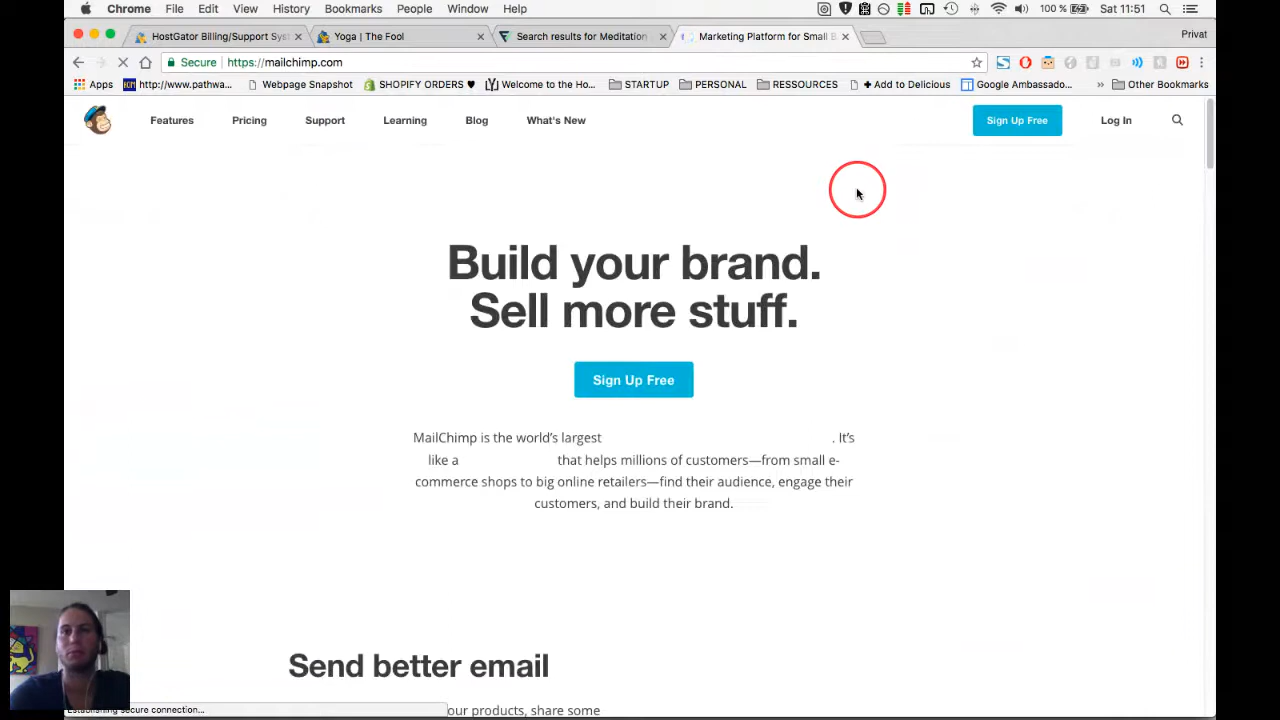 Chrome File Edit View History Bookmarks People Window Help 100 % Sat 11:51
HostGator Billing/Support Sys Yoga | The Fool Search results for Meditation Marketing Platform for Small B Privat
Secure https://mailchimp.com
Apps http://www.pathwa... Webpage Snapshot SHOPIFY ORDERS ♥ Welcome to the Ho... STARTUP PERSONAL RESSOURCES + Add to Delicious Google Ambassado... » Other Bookmarks
Features Pricing Support Learning Blog What's New Sign Up Free Log In
Build your brand.
Sell more stuff.
Sign Up Free
MailChimp is the world's largest . It's
like a that helps millions of customers—from small e-
commerce shops to big online retailers—find their audience, engage their
customers, and build their brand.
Send better email
our products, share some
Establishing secure connection...